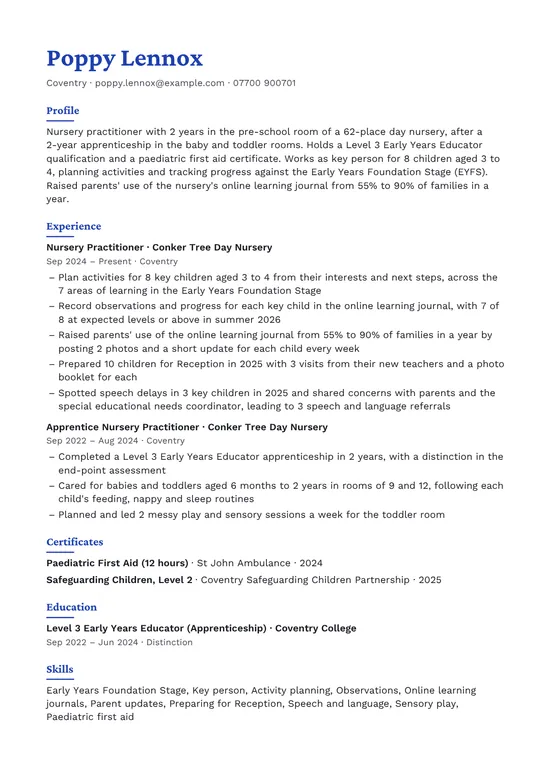 Poppy Lennox
Coventry · poppy.lennox@example.com · 07700 900701
Profile
Nursery practitioner with 2 years in the pre-school room of a 62-place day nursery, after a
2-year apprenticeship in the baby and toddler rooms. Holds a Level 3 Early Years Educator
qualification and a paediatric first aid certificate. Works as key person for 8 children aged 3 to
4, planning activities and tracking progress against the Early Years Foundation Stage (EYFS).
Raised parents' use of the nursery's online learning journal from 55% to 90% of families in a
year.
Experience
Nursery Practitioner · Conker Tree Day Nursery
Sep 2024 – Present · Coventry
– Plan activities for 8 key children aged 3 to 4 from their interests and next steps, across the
7 areas of learning in the Early Years Foundation Stage
– Record observations and progress for each key child in the online learning journal, with 7 of
8 at expected levels or above in summer 2026
– Raised parents' use of the online learning journal from 55% to 90% of families in a year by
posting 2 photos and a short update for each child every week
– Prepared 10 children for Reception in 2025 with 3 visits from their new teachers and a photo
booklet for each
– Spotted speech delays in 3 key children in 2025 and shared concerns with parents and the
special educational needs coordinator, leading to 3 speech and language referrals
Apprentice Nursery Practitioner · Conker Tree Day Nursery
Sep 2022 – Aug 2024 · Coventry
– Completed a Level 3 Early Years Educator apprenticeship in 2 years, with a distinction in the
end-point assessment
– Cared for babies and toddlers aged 6 months to 2 years in rooms of 9 and 12, following each
child's feeding, nappy and sleep routines
– Planned and led 2 messy play and sensory sessions a week for the toddler room
Certificates
Paediatric First Aid (12 hours) · St John Ambulance · 2024
Safeguarding Children, Level 2 · Coventry Safeguarding Children Partnership · 2025
Education
Level 3 Early Years Educator (Apprenticeship) · Coventry College
Sep 2022 – Jun 2024 · Distinction
Skills
Early Years Foundation Stage, Key person, Activity planning, Observations, Online learning
journals, Parent updates, Preparing for Reception, Speech and language, Sensory play,
Paediatric first aid